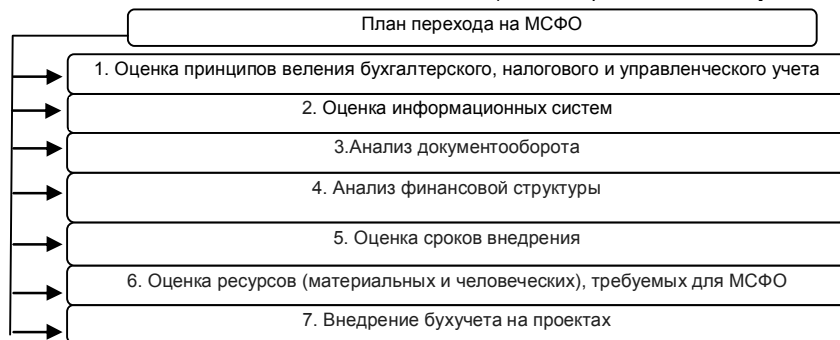 План перехода на МСФО
1. Оценка принципов веления бухгалтерского, налогового и управленческого учета
2. Оценка информационных систем
3.Анализ документооборота
4. Анализ финансовой структуры
5. Оценка сроков внедрения
6. Оценка ресурсов (материальных и человеческих), требуемых для МСФО
7. Внедрение бухучета на проектах